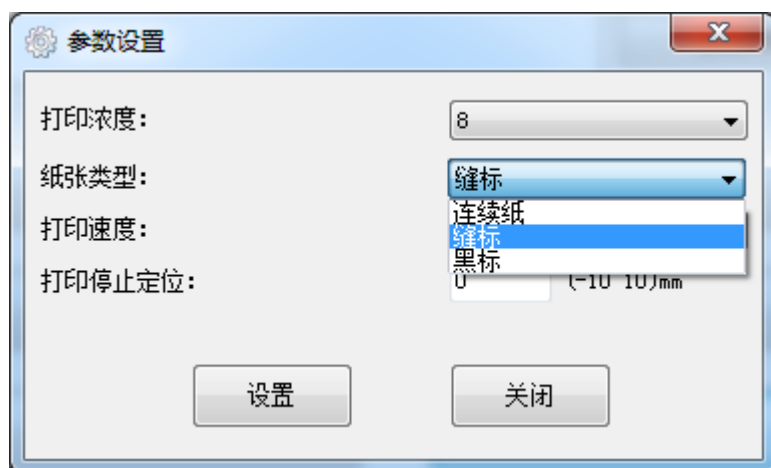 参数设置
打印浓度：
8
纸张类型：
缝标
连续纸
缝标
黑标
打印速度：
打印停止定位：
0
(-10 10)mm
设置
关闭